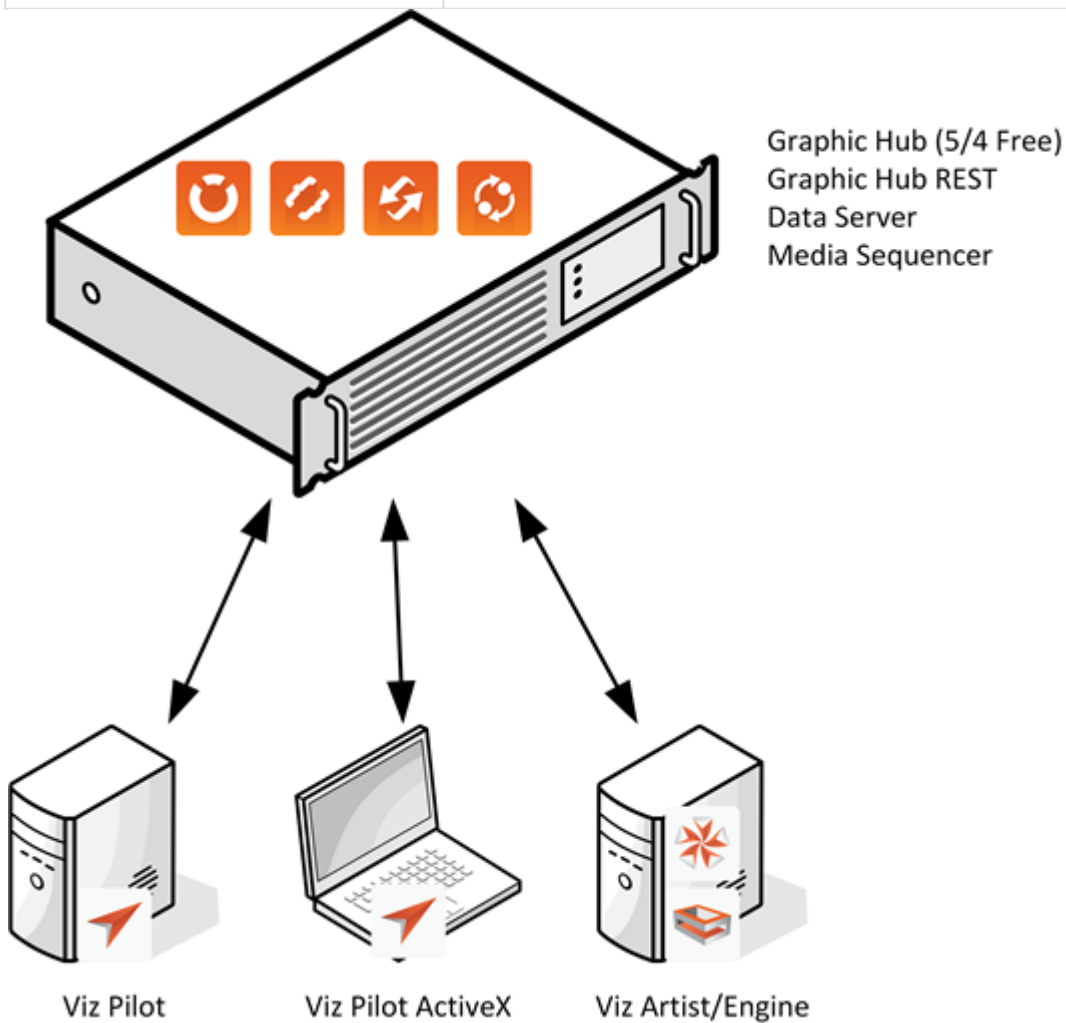 Graphic Hub (5/4 Free)
Graphic Hub REST
Data Server
Media Sequencer
Viz Pilot
Viz Pilot ActiveX
Viz Artist/Engine